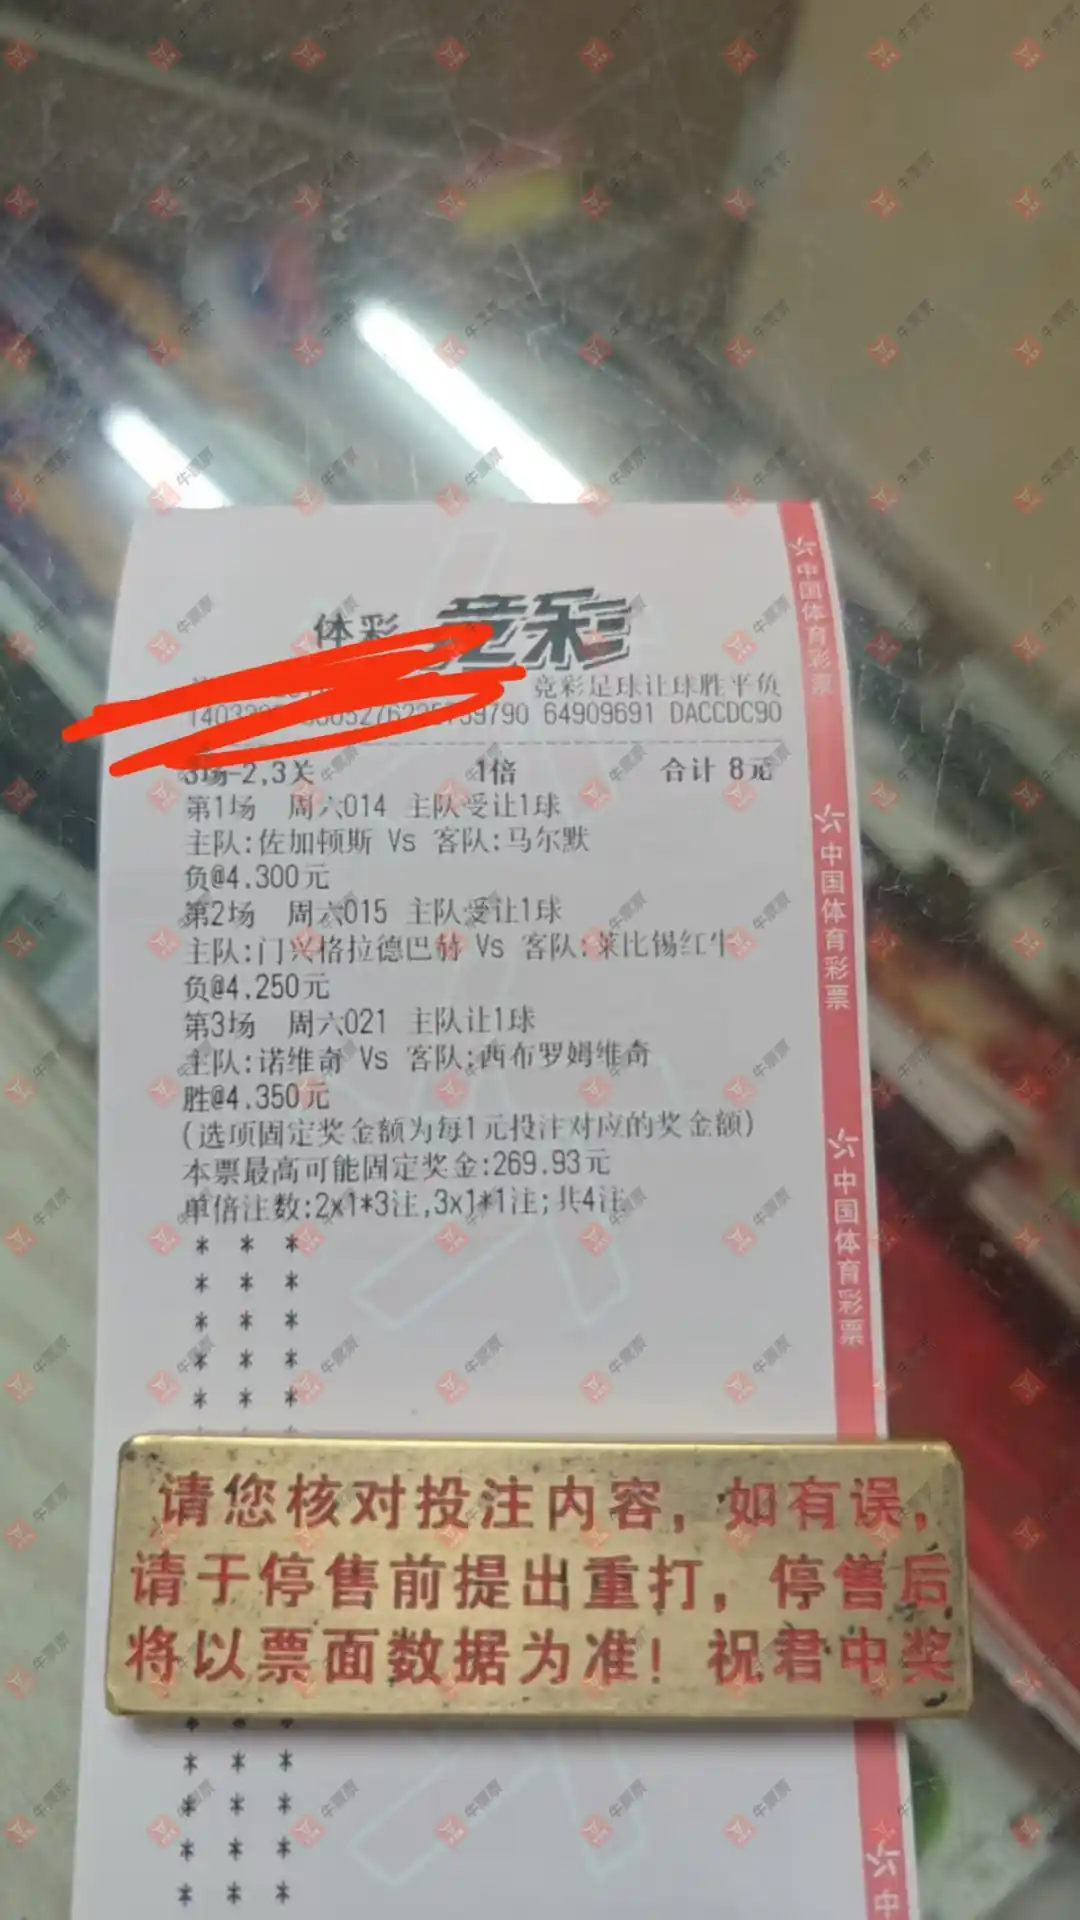 体彩 竞彩
竞彩足球让球胜平负
64909691 DACCDC90
3场-2,3关 1倍 合计 8元
第1场 周六014 主队受让1球
主队:佐加顿斯 Vs 客队:马尔默
负@4.300元
第2场 周六015 主队受让1球
主队:门兴格拉德巴赫 Vs 客队:莱比锡红牛
负@4.250元
第3场 周六021 主队让1球
主队:诺维奇 Vs 客队:西布罗姆维奇
胜@4.350元
(选项固定奖金额为每1元投注对应的奖金额)
本票最高可能固定奖金:269.93元
单倍注数:2x1*3注,3x1*1注;共4注
请您核对投注内容，如有误，
请于停售前提出重打，停售后
将以票面数据为准！祝君中奖
中国体育彩票
中国体育彩票
中国体育彩票
中
牛票票